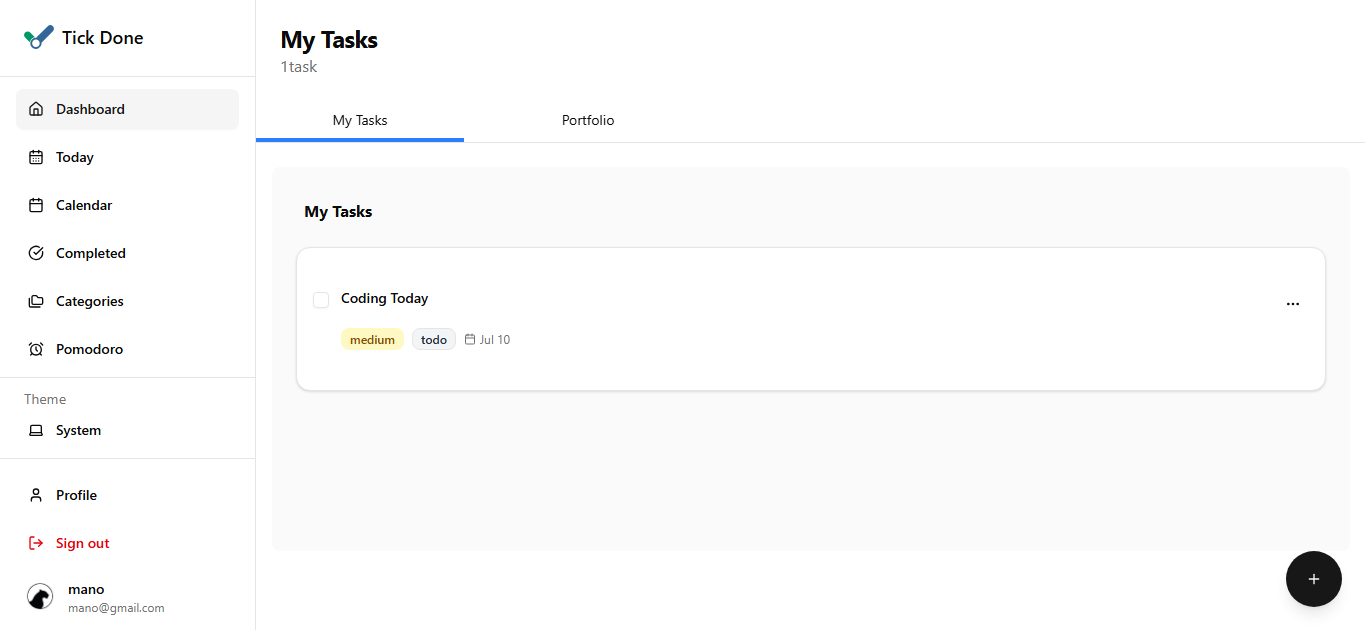 Tick Done
Dashboard
Today
Calendar
Completed
Categories
Pomodoro
Theme
System
Profile
Sign out
mano
mano@gmail.com
My Tasks
1task
My Tasks
Portfolio
My Tasks
Coding Today
medium todo Jul 10